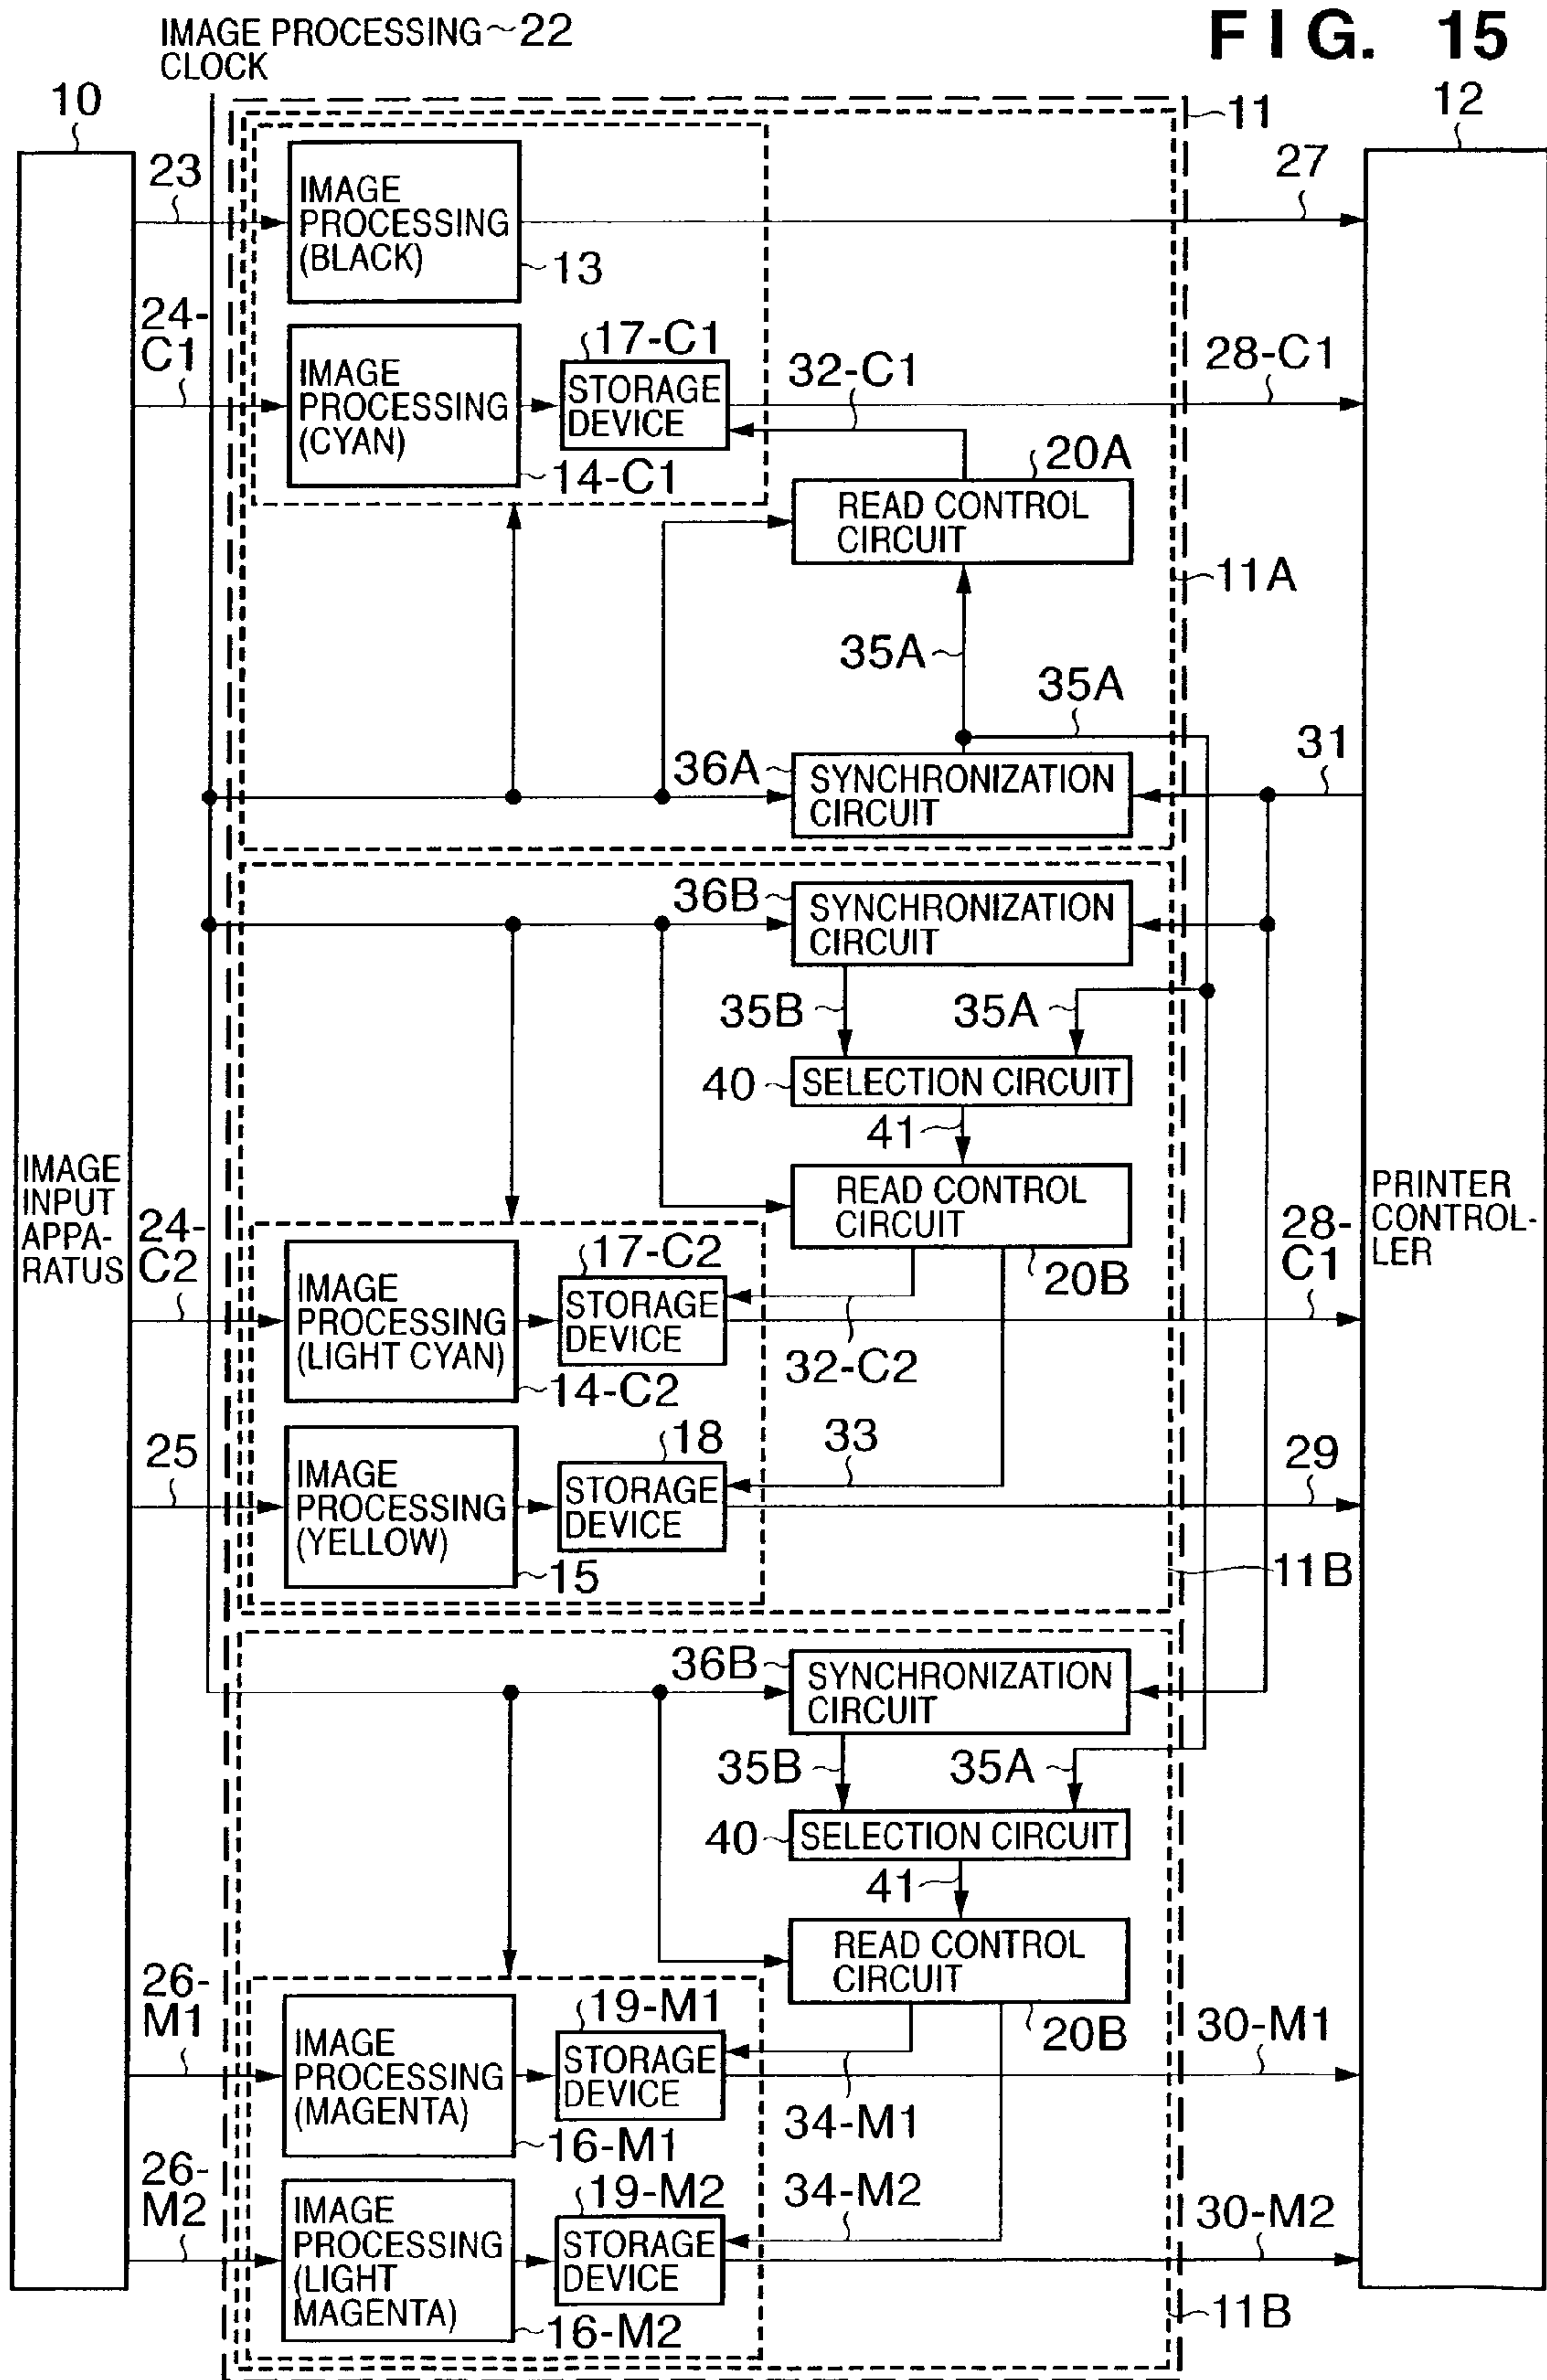 IMAGE PROCESSING~22
CLOCK
FIG. 15
10
11
12
23
IMAGE
PROCESSING
(BLACK)
13
27
24-
C1
IMAGE
PROCESSING
(CYAN)
14-C1
17-C1
STORAGE
DEVICE
32-C1
28-C1
20A
READ CONTROL
CIRCUIT
11A
35A
35A
36A
SYNCHRONIZATION
CIRCUIT
31
36B
SYNCHRONIZATION
CIRCUIT
35B
35A
40
SELECTION CIRCUIT
41
READ CONTROL
CIRCUIT
20B
IMAGE
INPUT
APPA-
RATUS
PRINTER
CONTROL-
LER
24-
C2
IMAGE
PROCESSING
(LIGHT CYAN)
14-C2
17-C2
STORAGE
DEVICE
32-C2
28-
C1
25
IMAGE
PROCESSING
(YELLOW)
15
18
STORAGE
DEVICE
33
29
11B
36B
SYNCHRONIZATION
CIRCUIT
35B
35A
40
SELECTION CIRCUIT
41
READ CONTROL
CIRCUIT
20B
26-
M1
IMAGE
PROCESSING
(MAGENTA)
16-M1
19-M1
STORAGE
DEVICE
34-M1
30-M1
26-
M2
IMAGE
PROCESSING
(LIGHT
MAGENTA)
16-M2
19-M2
STORAGE
DEVICE
34-M2
30-M2
11B